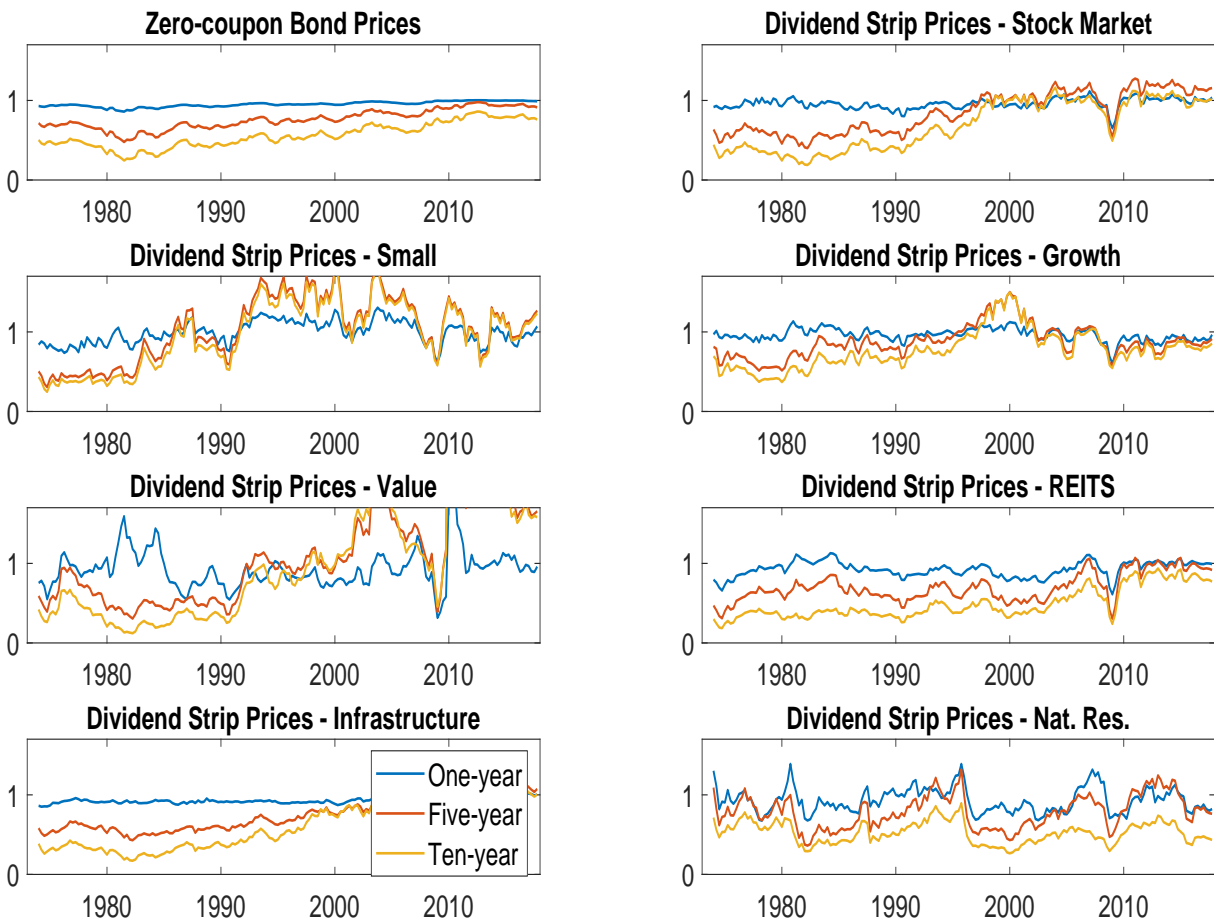 Zero-coupon Bond Prices
1
0
1980 1990 2000 2010
Dividend Strip Prices - Stock Market
1
0
1980 1990 2000 2010
Dividend Strip Prices - Small
1
0
1980 1990 2000 2010
Dividend Strip Prices - Growth
1
0
1980 1990 2000 2010
Dividend Strip Prices - Value
1
0
1980 1990 2000 2010
Dividend Strip Prices - REITS
1
0
1980 1990 2000 2010
Dividend Strip Prices - Infrastructure
1
0
1980 1990 2000 2010
One-year
Five-year
Ten-year
Dividend Strip Prices - Nat. Res.
1
0
1980 1990 2000 2010